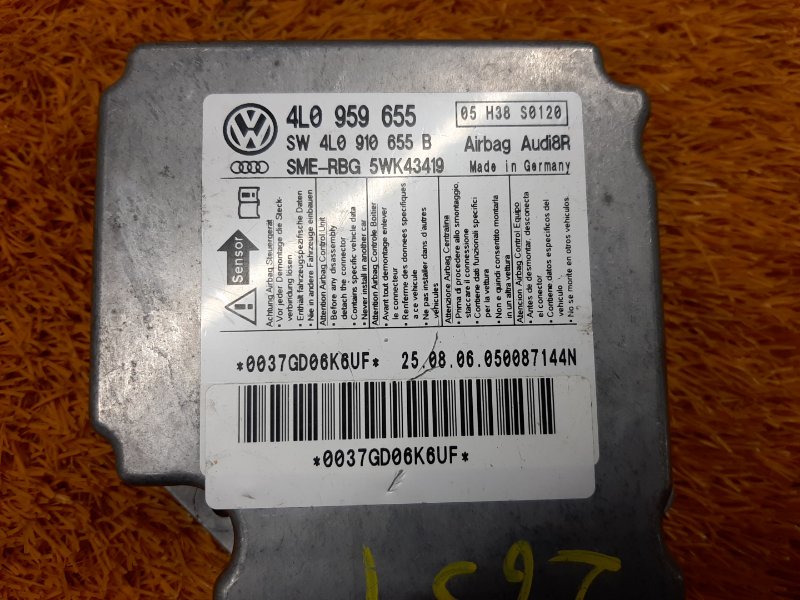 4L0 959 655
05 H38 S0120
SW 4L0 910 655 B
Airbag Audi8R
SME-RBG 5WK43419
Made in Germany
Sensor
Achtung Airbag Steuergerät
• Vor jeder Demontage die Steck-
verbindung lösen
• Enthält fahrzeugspezifische Daten
• Nie in andere Fahrzeuge einbauen
Attention Airbag Control Unit
• Before any disassembly
detach the connector
• Contains specific vehicle data
• Never install in another car
Attention Airbag Controle Boitier
• Avant tout démontage enlever
le connecteur
• Renferme des données specifiques
a ce vehicule
• Ne pas installer dans d'autres
véhicules
Attenzione Airbag Centralina
• Prima di procedere allo smontaggio,
staccare il connessione
• Contiene data funzionali specifici
per la vettura
• Non e quindi consentito montarla
in un altra vettura
Atencion Airbag Control Equipo
• Antes de desmontar, desconecta
el conector
• Contiene datos especificos del
vehículo
• No se monte en otros vehículos.
*0037GD06K6UF* 25.08.06.050087144N
*0037GD06K6UF*